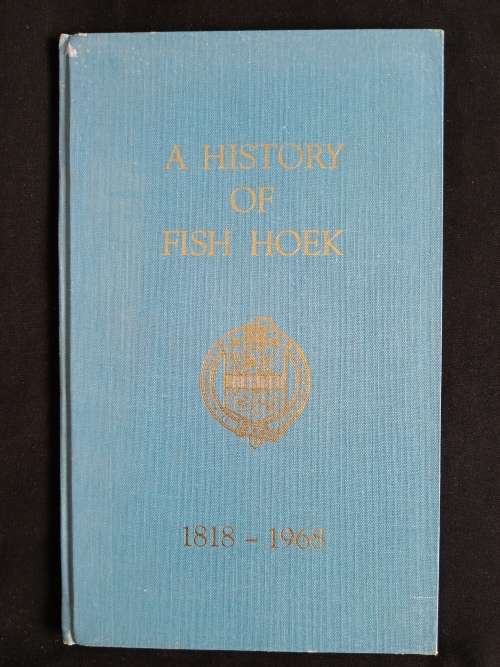 A HISTORY
OF
FISH HOEK
1818 - 1968